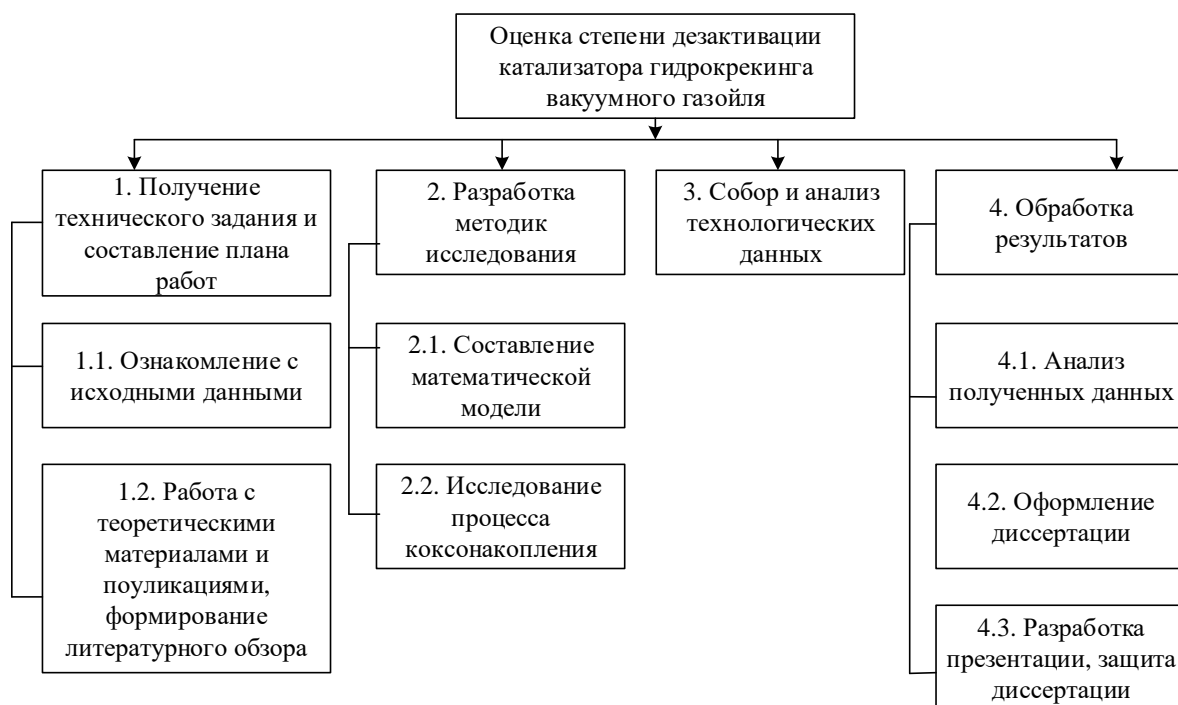 Оценка степени дезактивации
катализатора гидрокрекинга
вакуумного газойля
1. Получение
технического задания и
составление плана
работ
1.1. Ознакомление с
исходными данными
1.2. Работа с
теоретическими
материалами и
поуликациями,
формирование
литературного обзора
2. Разработка
методик
исследования
2.1. Составление
математической
модели
2.2. Исследование
процесса
коксонакопления
3. Собор и анализ
технологических
данных
4. Обработка
результатов
4.1. Анализ
полученных данных
4.2. Оформление
диссертации
4.3. Разработка
презентации, защита
диссертации